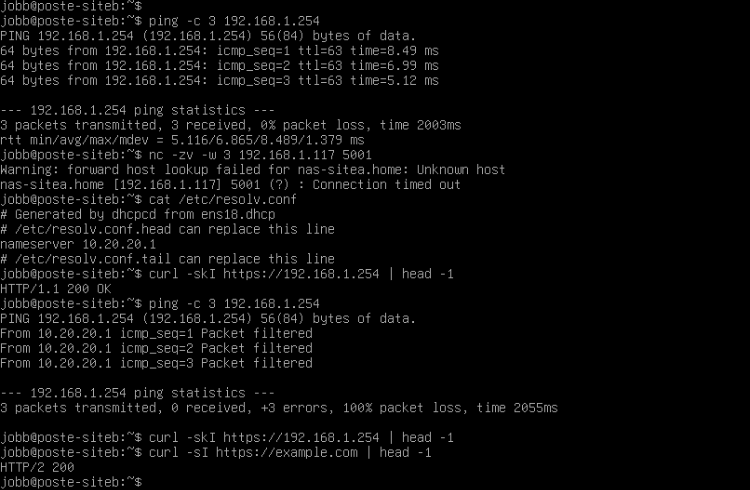 jobb@poste-siteb:~$
jobb@poste-siteb:~$ ping -c 3 192.168.1.254
PING 192.168.1.254 (192.168.1.254) 56(84) bytes of data.
64 bytes from 192.168.1.254: icmp_seq=1 ttl=63 time=8.49 ms
64 bytes from 192.168.1.254: icmp_seq=2 ttl=63 time=6.99 ms
64 bytes from 192.168.1.254: icmp_seq=3 ttl=63 time=5.12 ms
--- 192.168.1.254 ping statistics ---
3 packets transmitted, 3 received, 0% packet loss, time 2003ms
rtt min/avg/max/mdev = 5.116/6.865/8.489/1.379 ms
jobb@poste-siteb:~$ nc -zv -w 3 192.168.1.117 5001
Warning: forward host lookup failed for nas-sitea.home: Unknown host
nas-sitea.home [192.168.1.117] 5001 (?) : Connection timed out
jobb@poste-siteb:~$ cat /etc/resolv.conf
# Generated by dhcpcd from ens18.dhcp
# /etc/resolv.conf.head can replace this line
nameserver 10.20.20.1
# /etc/resolv.conf.tail can replace this line
jobb@poste-siteb:~$ curl -skI https://192.168.1.254 | head -1
HTTP/1.1 200 OK
jobb@poste-siteb:~$ ping -c 3 192.168.1.254
PING 192.168.1.254 (192.168.1.254) 56(84) bytes of data.
From 10.20.20.1 icmp_seq=1 Packet filtered
From 10.20.20.1 icmp_seq=2 Packet filtered
From 10.20.20.1 icmp_seq=3 Packet filtered
--- 192.168.1.254 ping statistics ---
3 packets transmitted, 0 received, +3 errors, 100% packet loss, time 2055ms
jobb@poste-siteb:~$ curl -skI https://192.168.1.254 | head -1
jobb@poste-siteb:~$ curl -sI https://example.com | head -1
HTTP/2 200
jobb@poste-siteb:~$